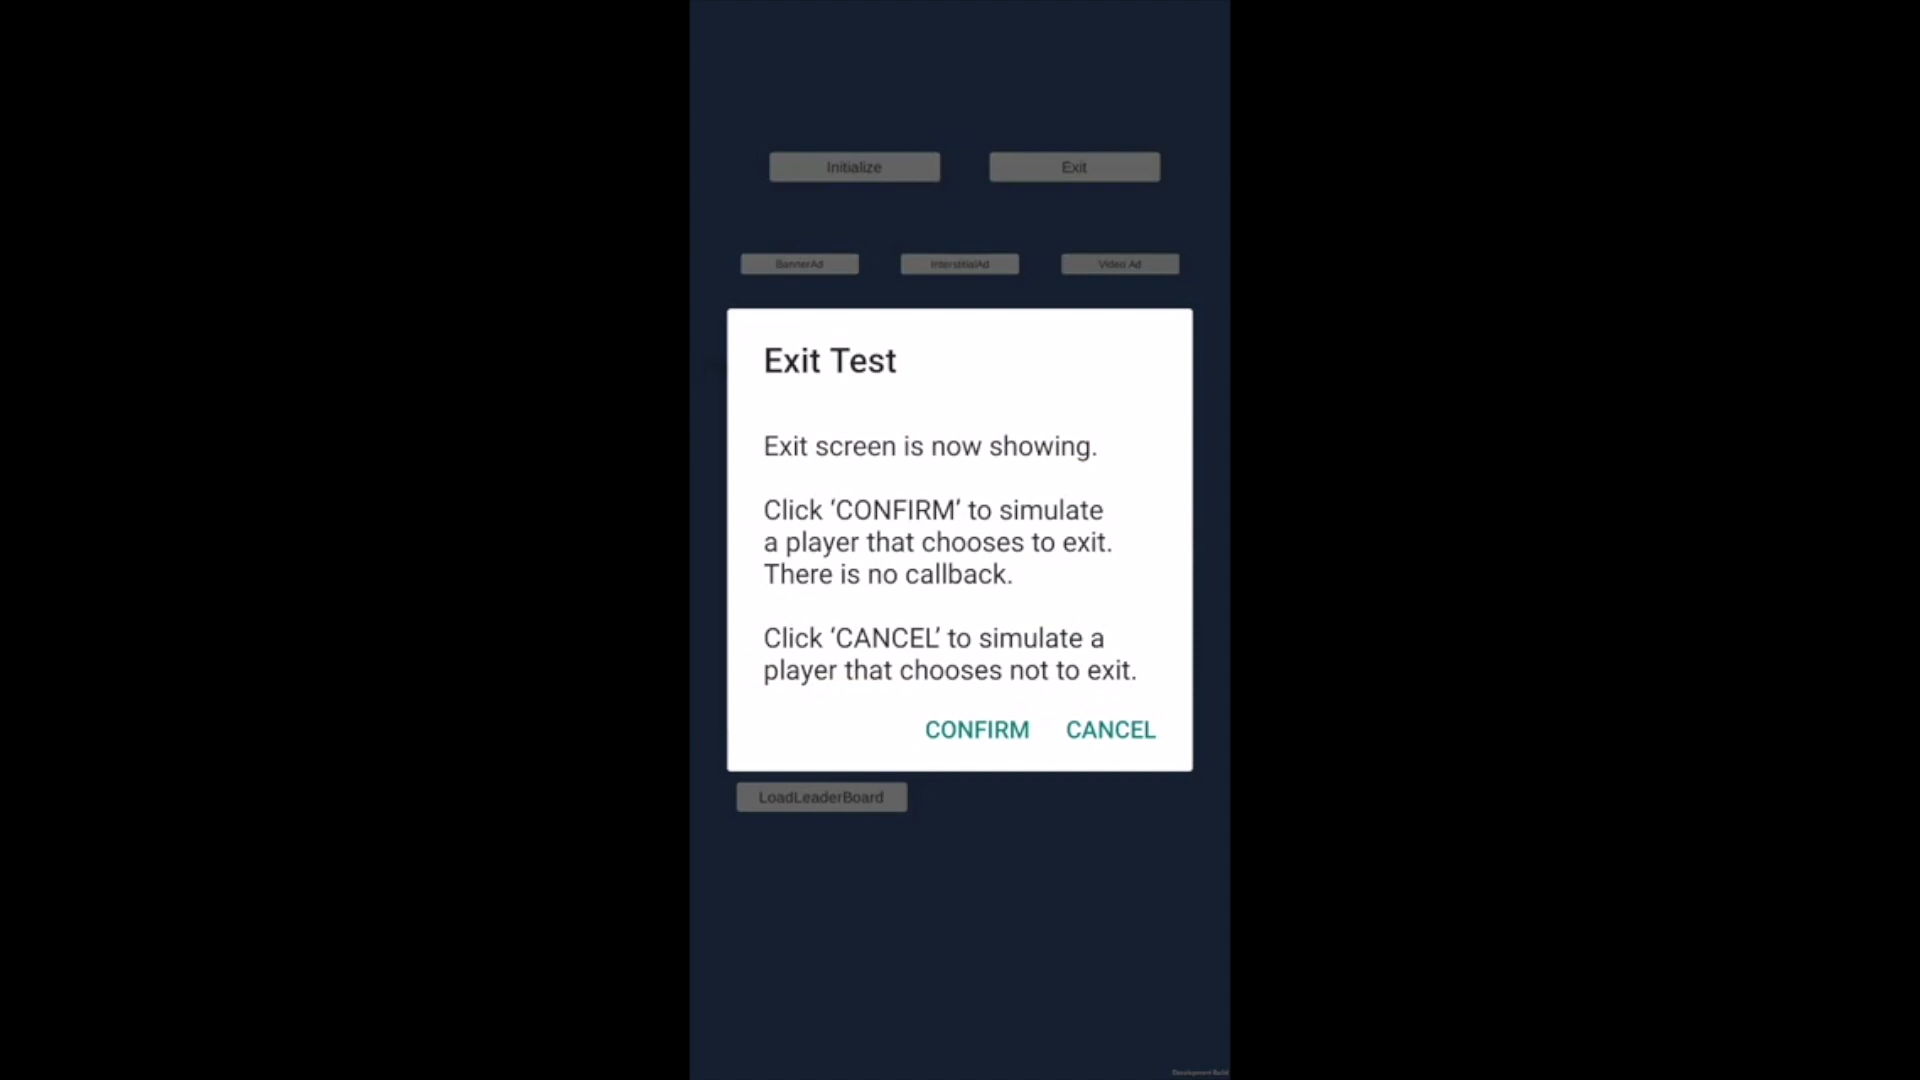 Initialize
Exit
BannerAd
InterstitialAd
Video Ad
Exit Test
Exit screen is now showing.
Click ‘CONFIRM’ to simulate
a player that chooses to exit.
There is no callback.
Click ‘CANCEL’ to simulate a
player that chooses not to exit.
CONFIRM
CANCEL
LoadLeaderBoard
Development Build